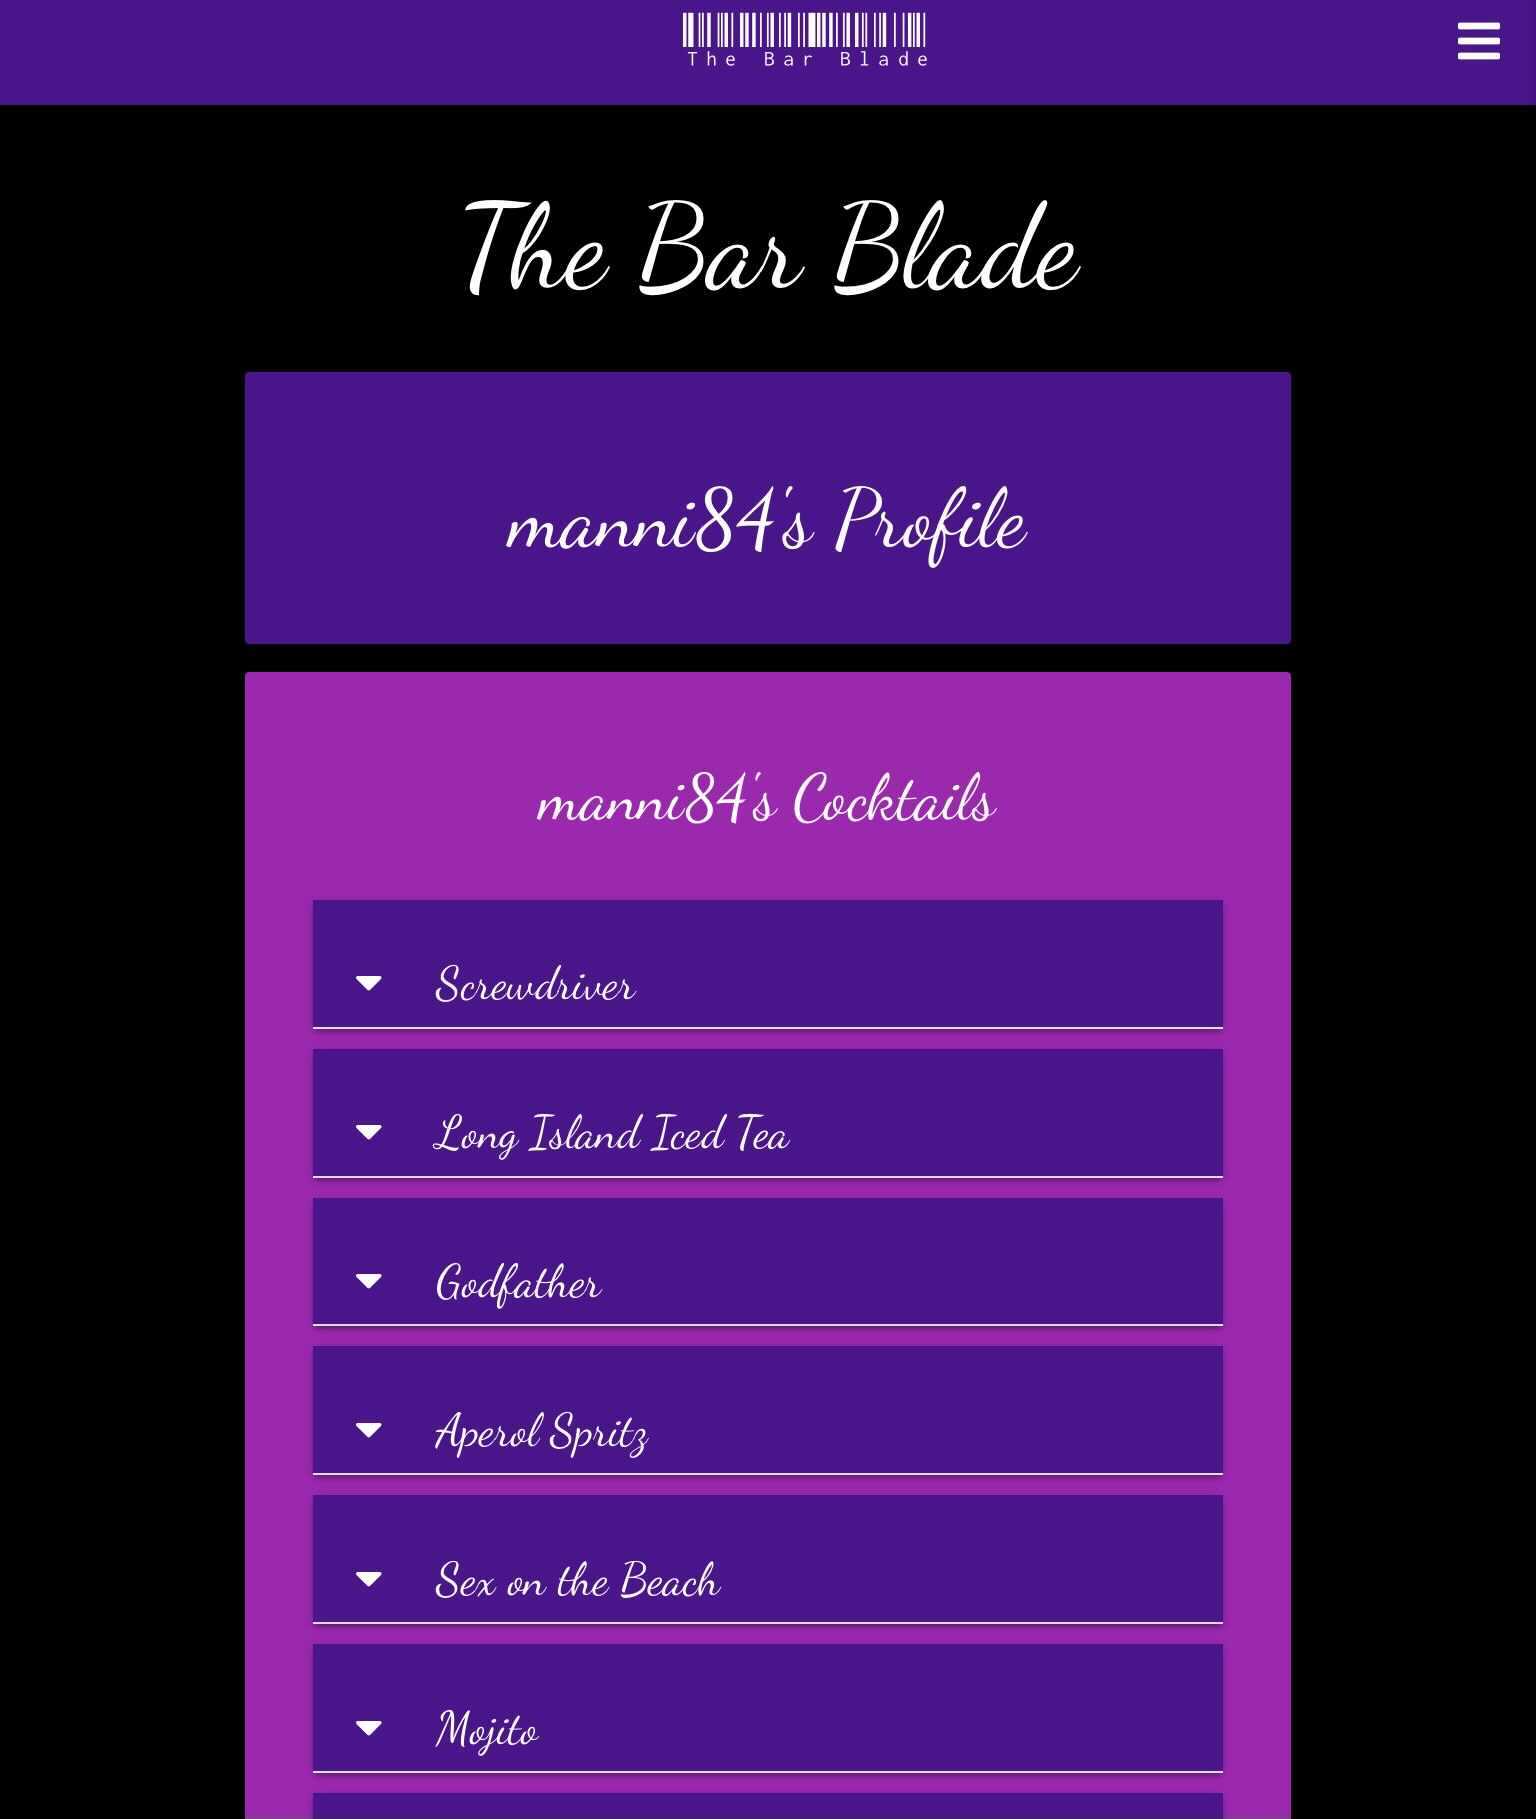 The Bar Blade
The Bar Blade
manni84's Profile
manni84's Cocktails
Screwdriver
Long Island Iced Tea
Godfather
Aperol Spritz
Sex on the Beach
Mojito